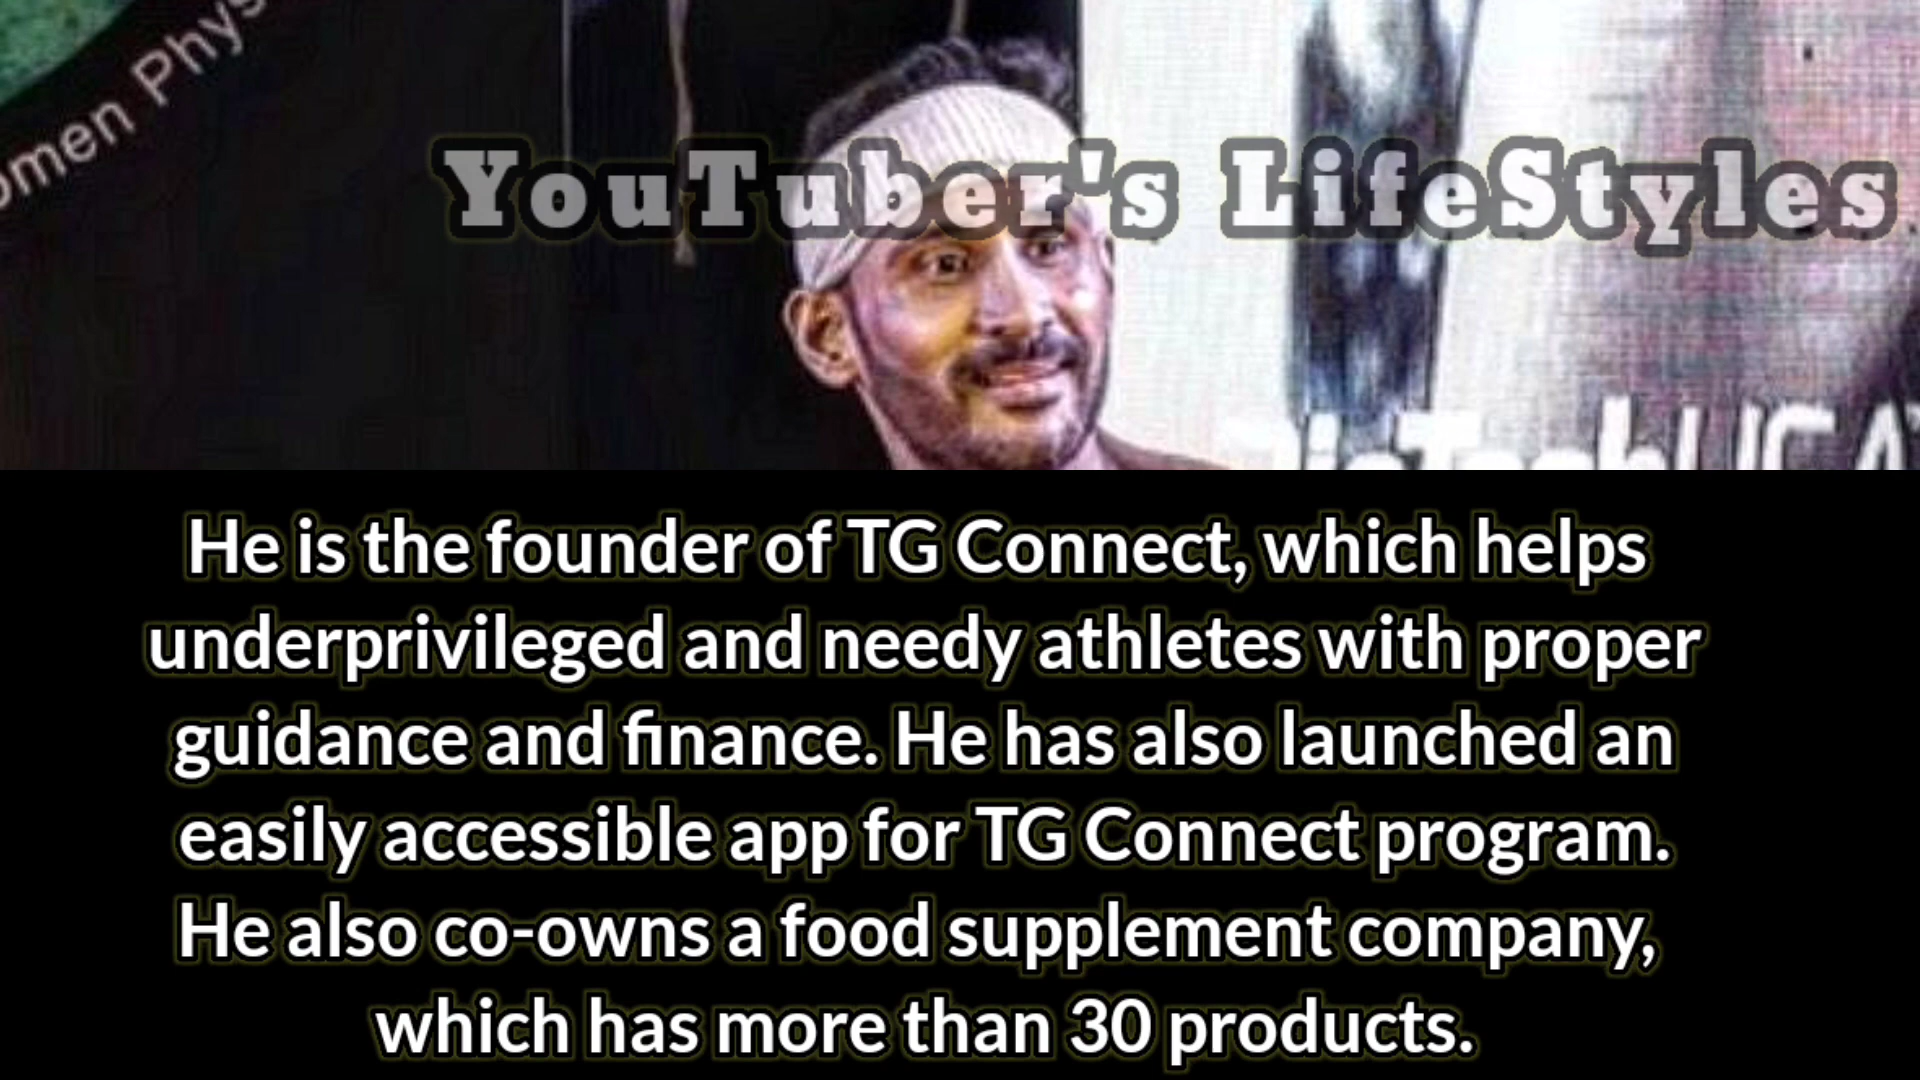 omen Phys
YouTuber's LifeStyles
He is the founder of TG Connect, which helps
underprivileged and needy athletes with proper
guidance and finance. He has also launched an
easily accessible app for TG Connect program.
He also co-owns a food supplement company,
which has more than 30 products.